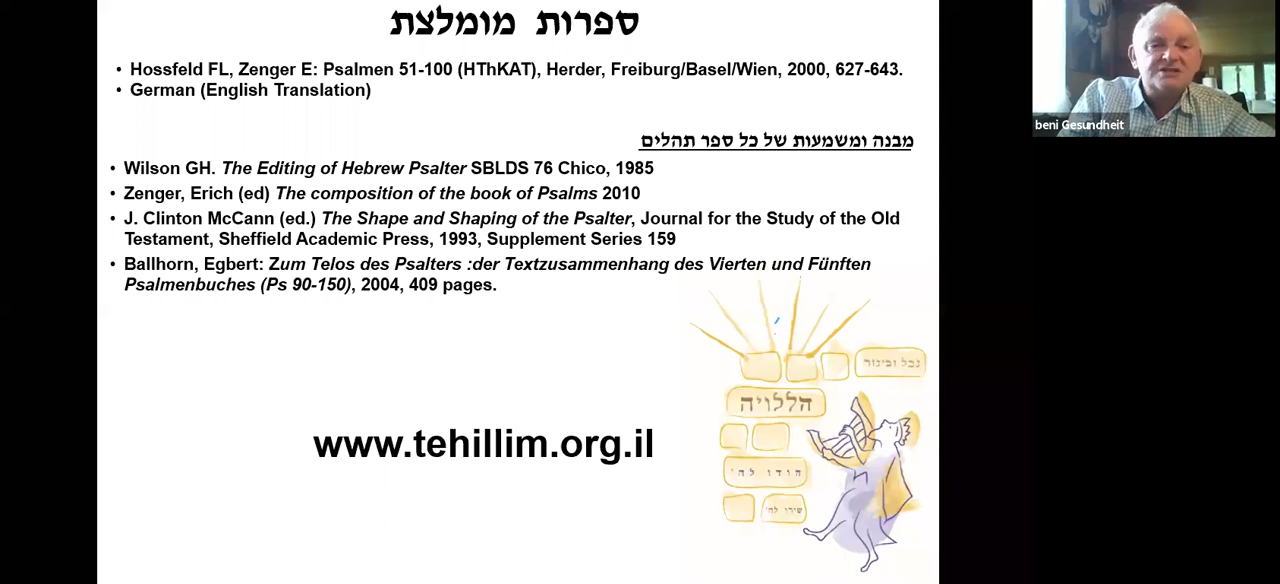 ספרות מומלצת
• Hossfeld FL, Zenger E: Psalmen 51-100 (HThKAT), Herder, Freiburg/Basel/Wien, 2000, 627-643.
• German (English Translation)
מבנה ומשמעות של כל ספר תהלים
• Wilson GH. The Editing of Hebrew Psalter SBLDS 76 Chico, 1985
• Zenger, Erich (ed) The composition of the book of Psalms 2010
• J. Clinton McCann (ed.) The Shape and Shaping of the Psalter, Journal for the Study of the Old
Testament, Sheffield Academic Press, 1993, Supplement Series 159
• Ballhorn, Egbert: Zum Telos des Psalters :der Textzusammenhang des Vierten und Fünften
Psalmenbuches (Ps 90-150), 2004, 409 pages.
נבל וכינור
הללויה
הודו לה'
שירו לה'
www.tehillim.org.il
beni Gesundheit